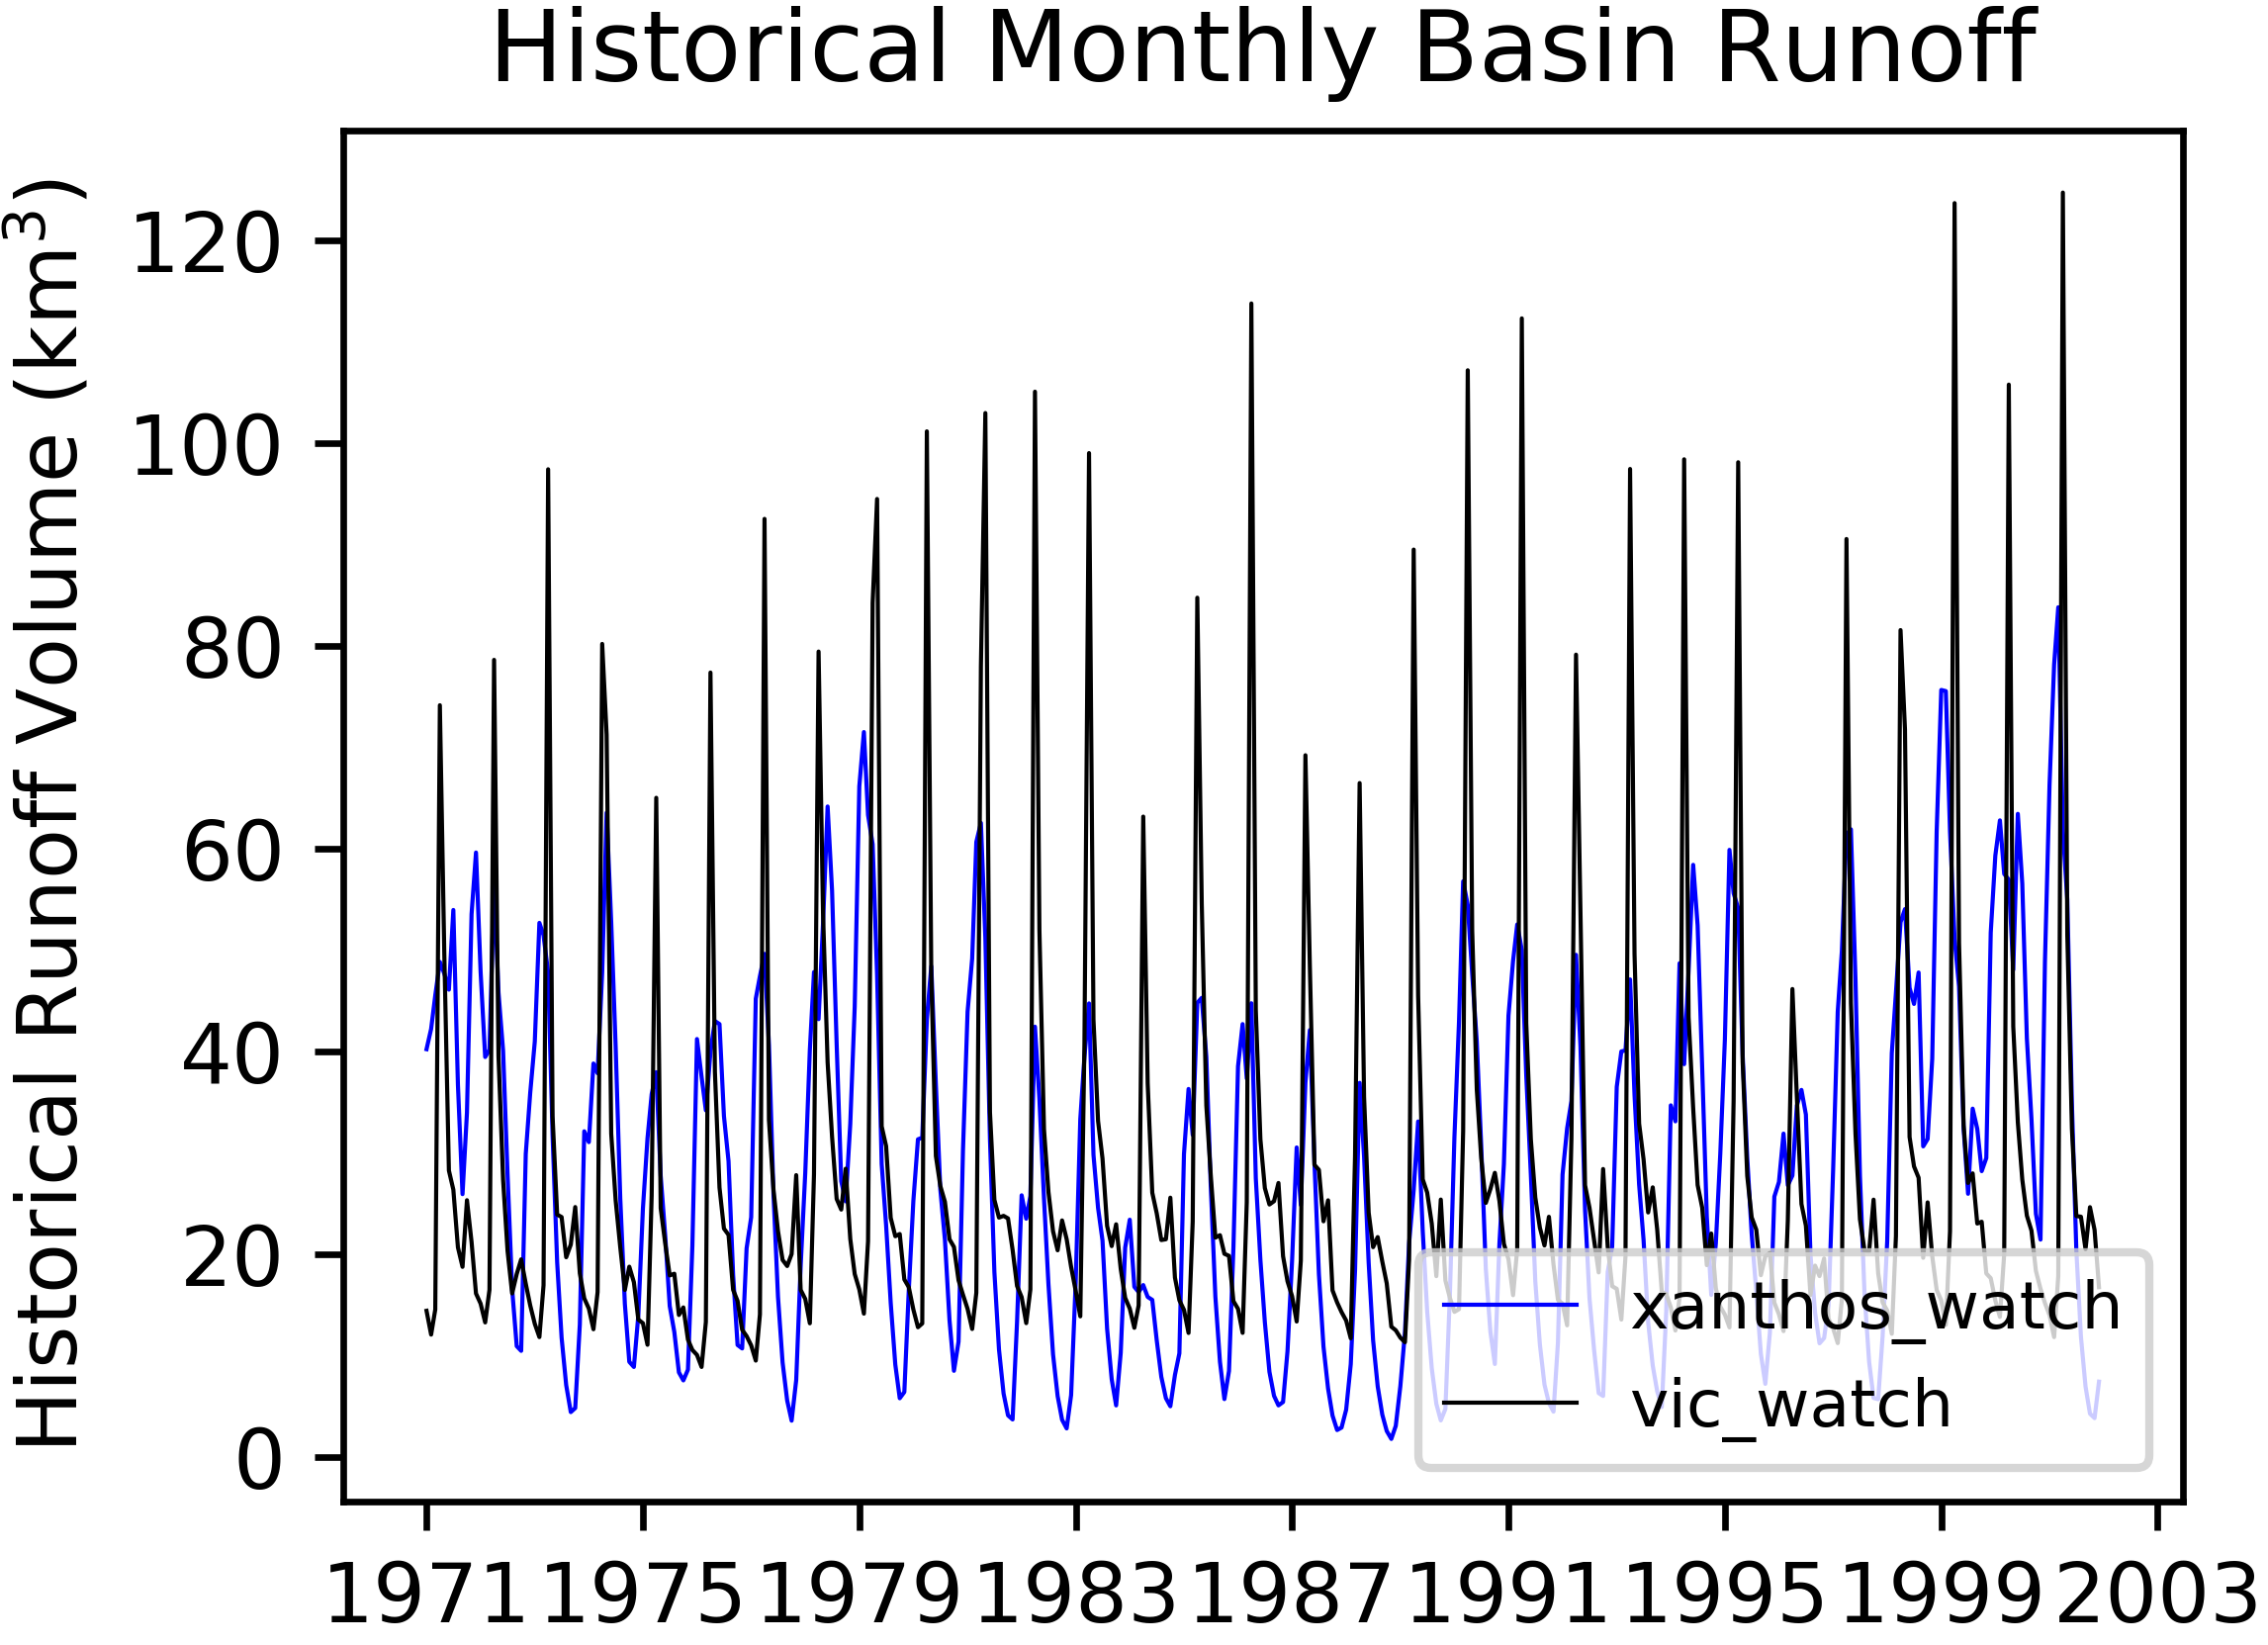 Historical Monthly Basin Runoff
Historical Runoff Volume (km³)
120
100
80
60
40
20
0
xanthos_watch
vic_watch
1971 1975 1979 1983 1987 1991 1995 1999 2003